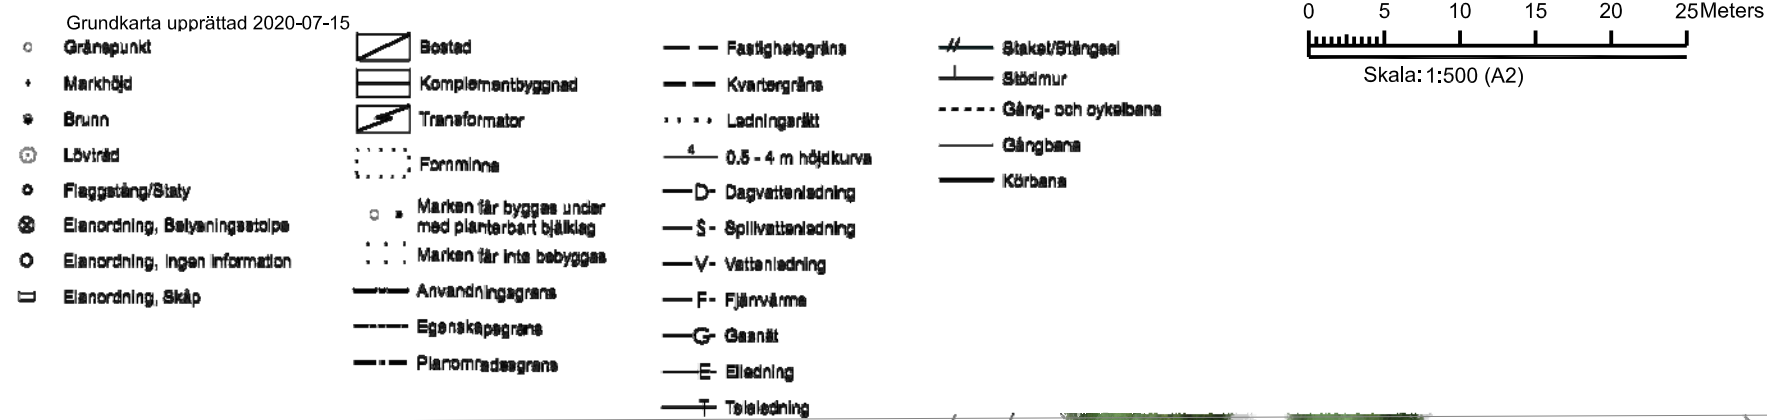 Grundkarta upprättad 2020-07-15
Gränspunkt
Markhöjd
Brunn
Lövträd
Flaggstång/Staty
Elanordning, Belysningsstolpe
Elanordning, Ingen information
Elanordning, Skåp
Bostad
Komplementbyggnad
Transformator
Fornminne
Marken får byggas under
med planterbart bjälklag
Marken får inte bebyggas
Användningsgräns
Egenskapsgräns
Planområdesgräns
Fastighetsgräns
Kvartersgräns
Ledningsrätt
4
0.5 - 4 m höjdkurva
D
Dagvattenledning
S
Spillvattenledning
V
Vattenledning
F
Fjärrvärme
G
Gasnät
E
Elledning
T
Teleledning
Staket/Stängsel
Stödmur
Gång- och cykelbana
Gångbana
Körbana
0 5 10 15 20 25Meters
Skala: 1:500 (A2)